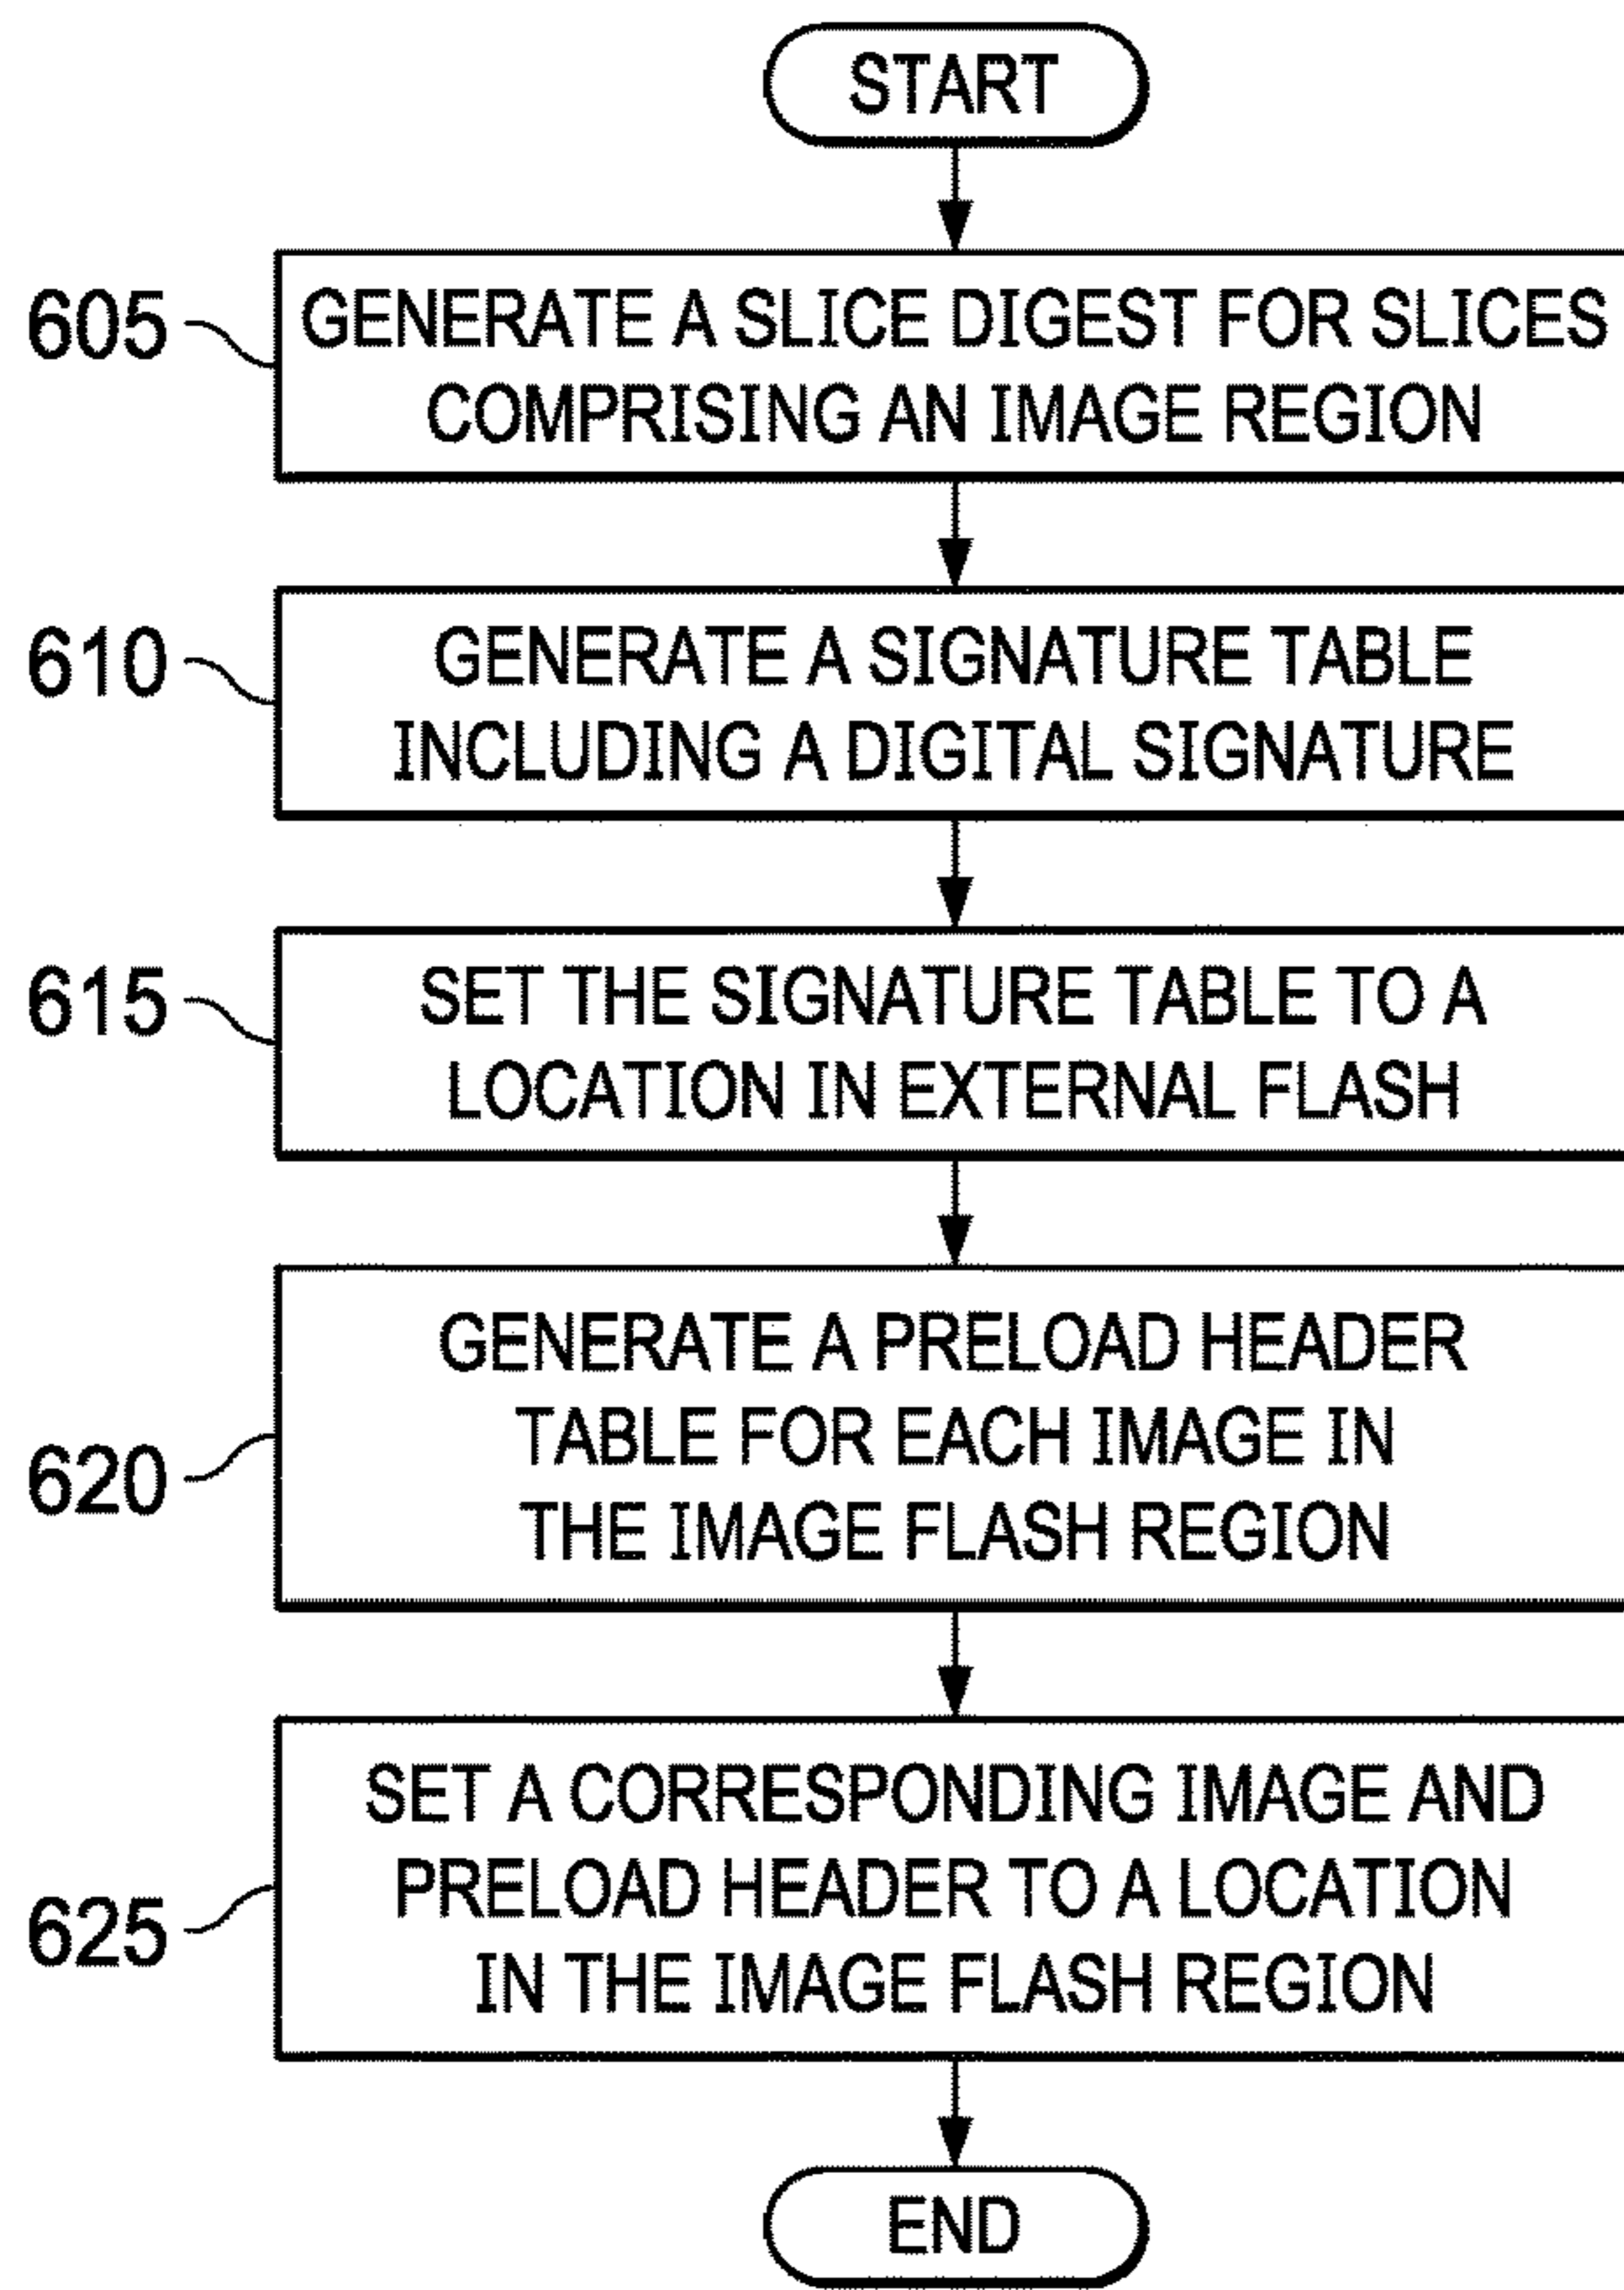 START
605
GENERATE A SLICE DIGEST FOR SLICES
COMPRISING AN IMAGE REGION
610
GENERATE A SIGNATURE TABLE
INCLUDING A DIGITAL SIGNATURE
615
SET THE SIGNATURE TABLE TO A
LOCATION IN EXTERNAL FLASH
620
GENERATE A PRELOAD HEADER
TABLE FOR EACH IMAGE IN
THE IMAGE FLASH REGION
625
SET A CORRESPONDING IMAGE AND
PRELOAD HEADER TO A LOCATION
IN THE IMAGE FLASH REGION
END